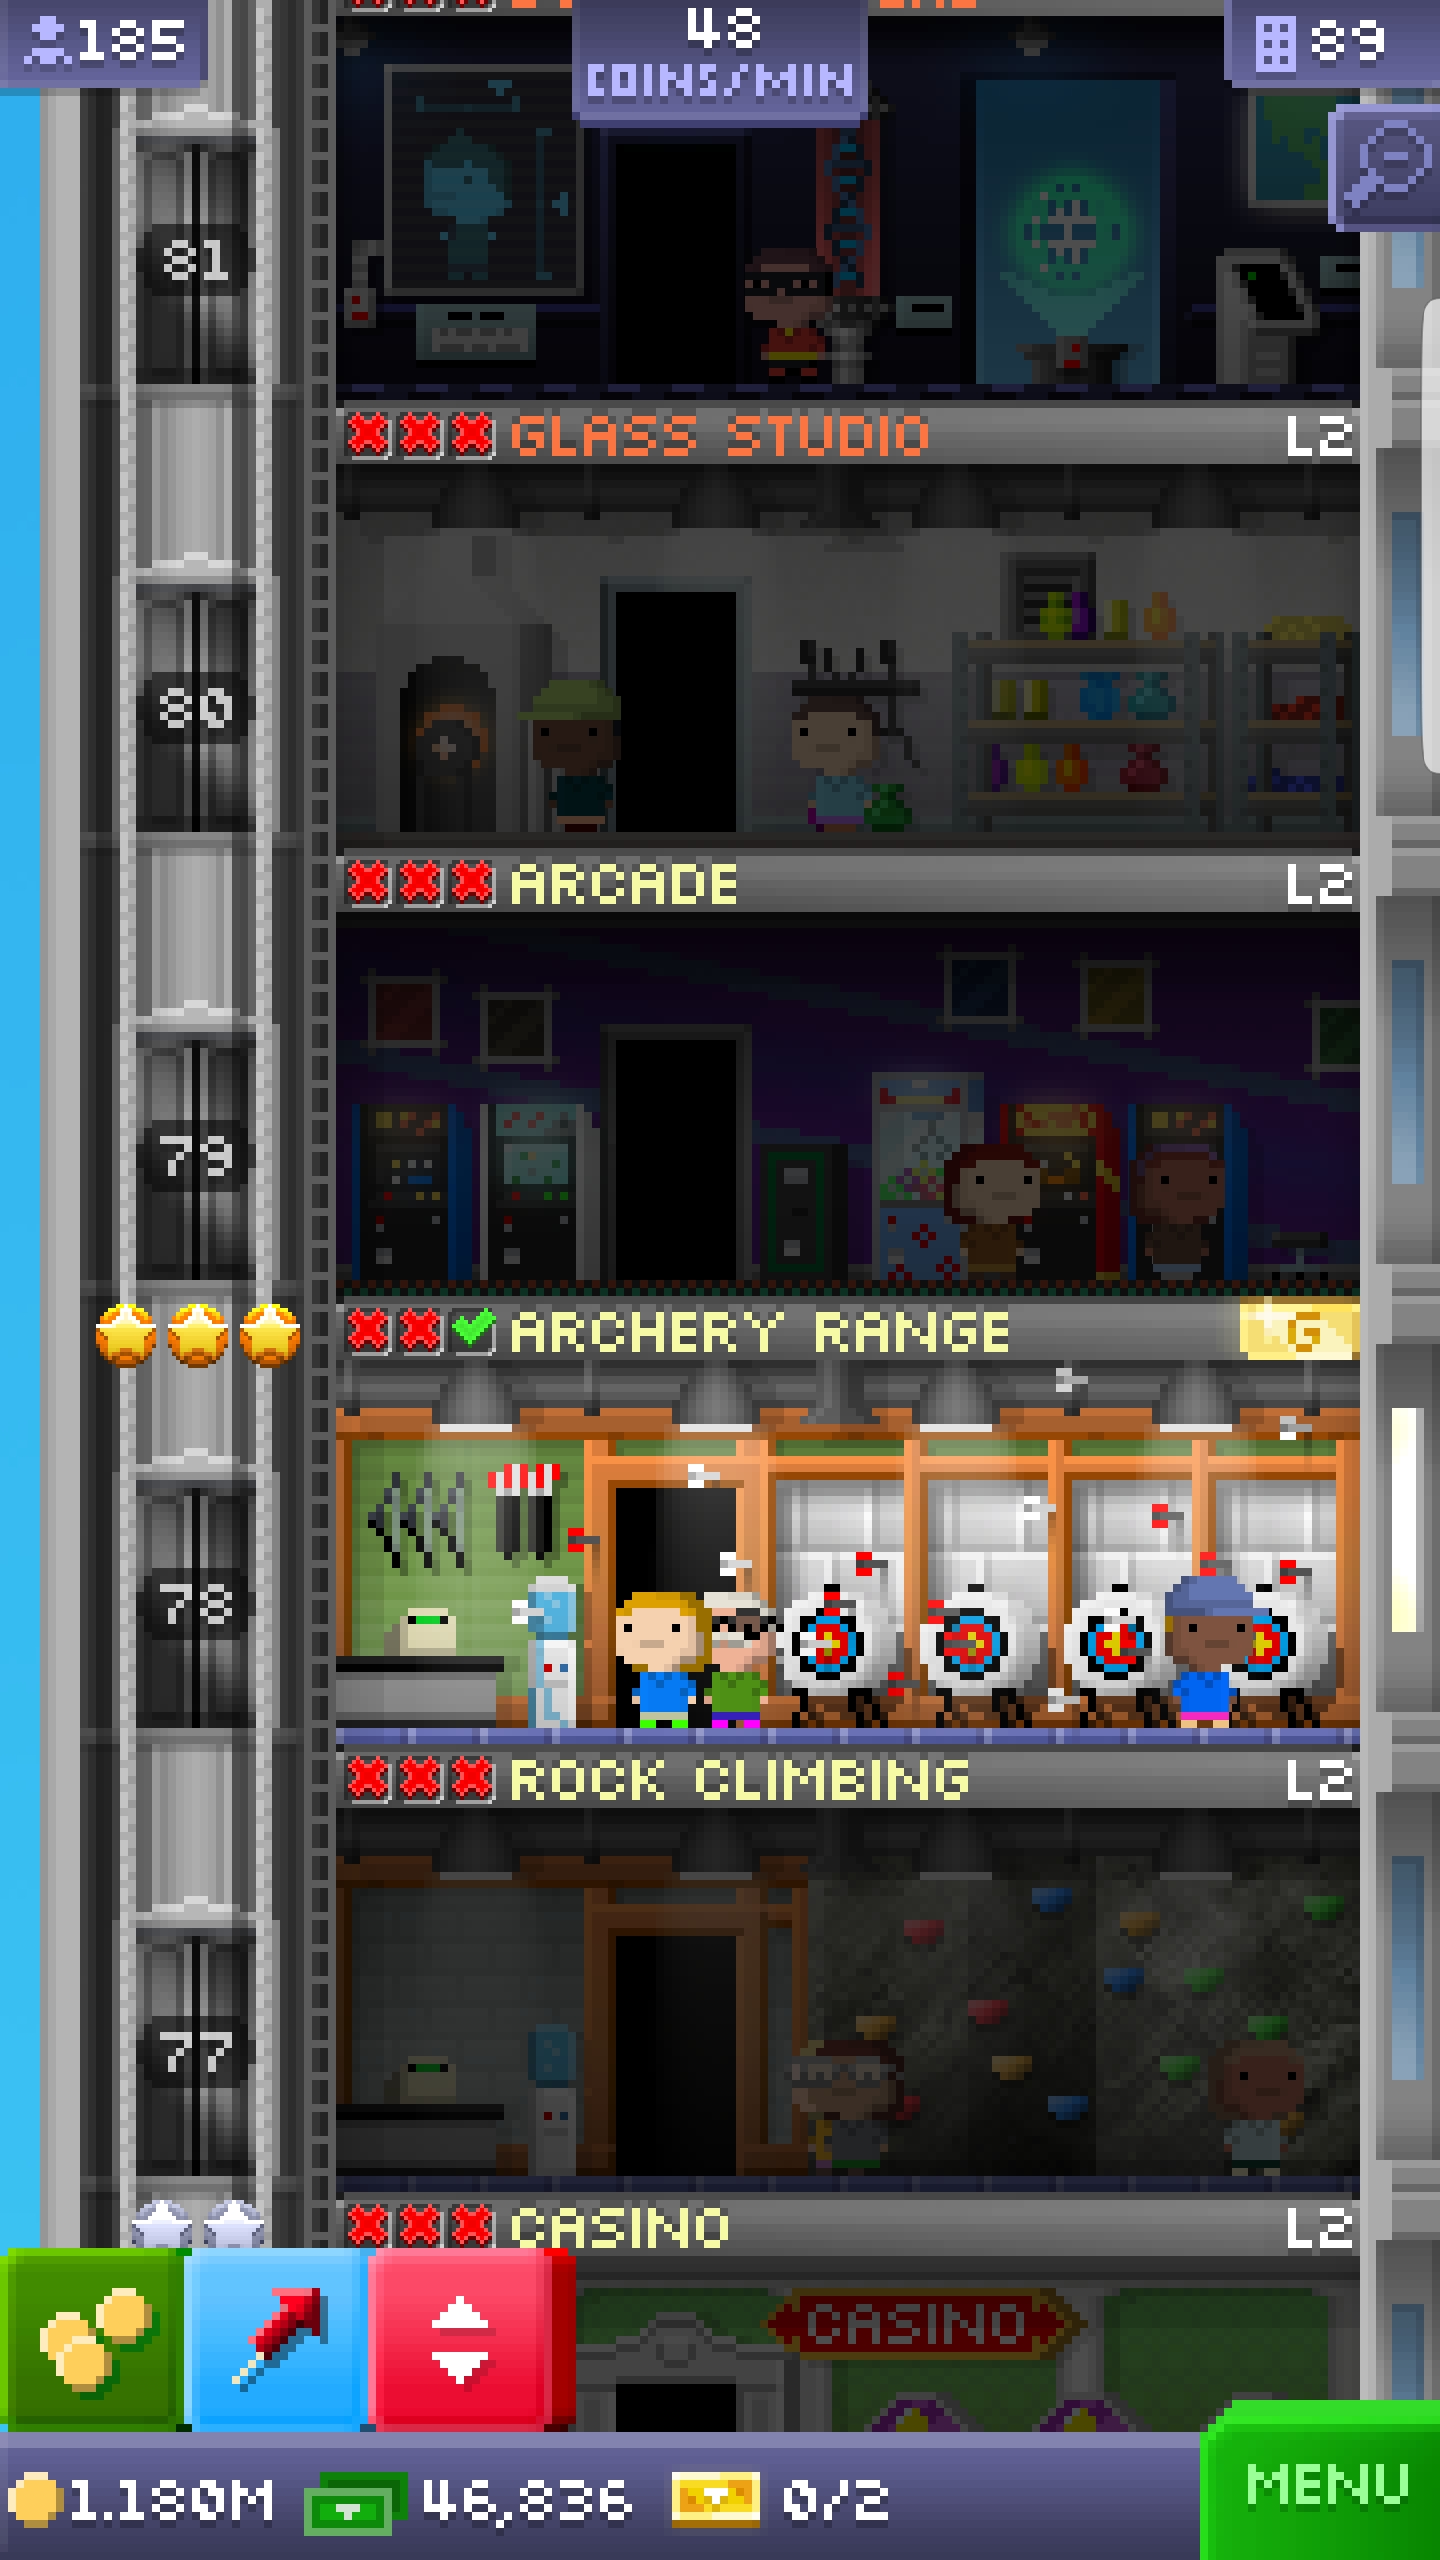 185
48
COINS/MIN
89
81
GLASS STUDIO L2
80
ARCADE L2
79
ARCHERY RANGE G
78
ROCK CLIMBING L2
77
CASINO L2
CASINO
1.180M 46,836 0/2
MENU